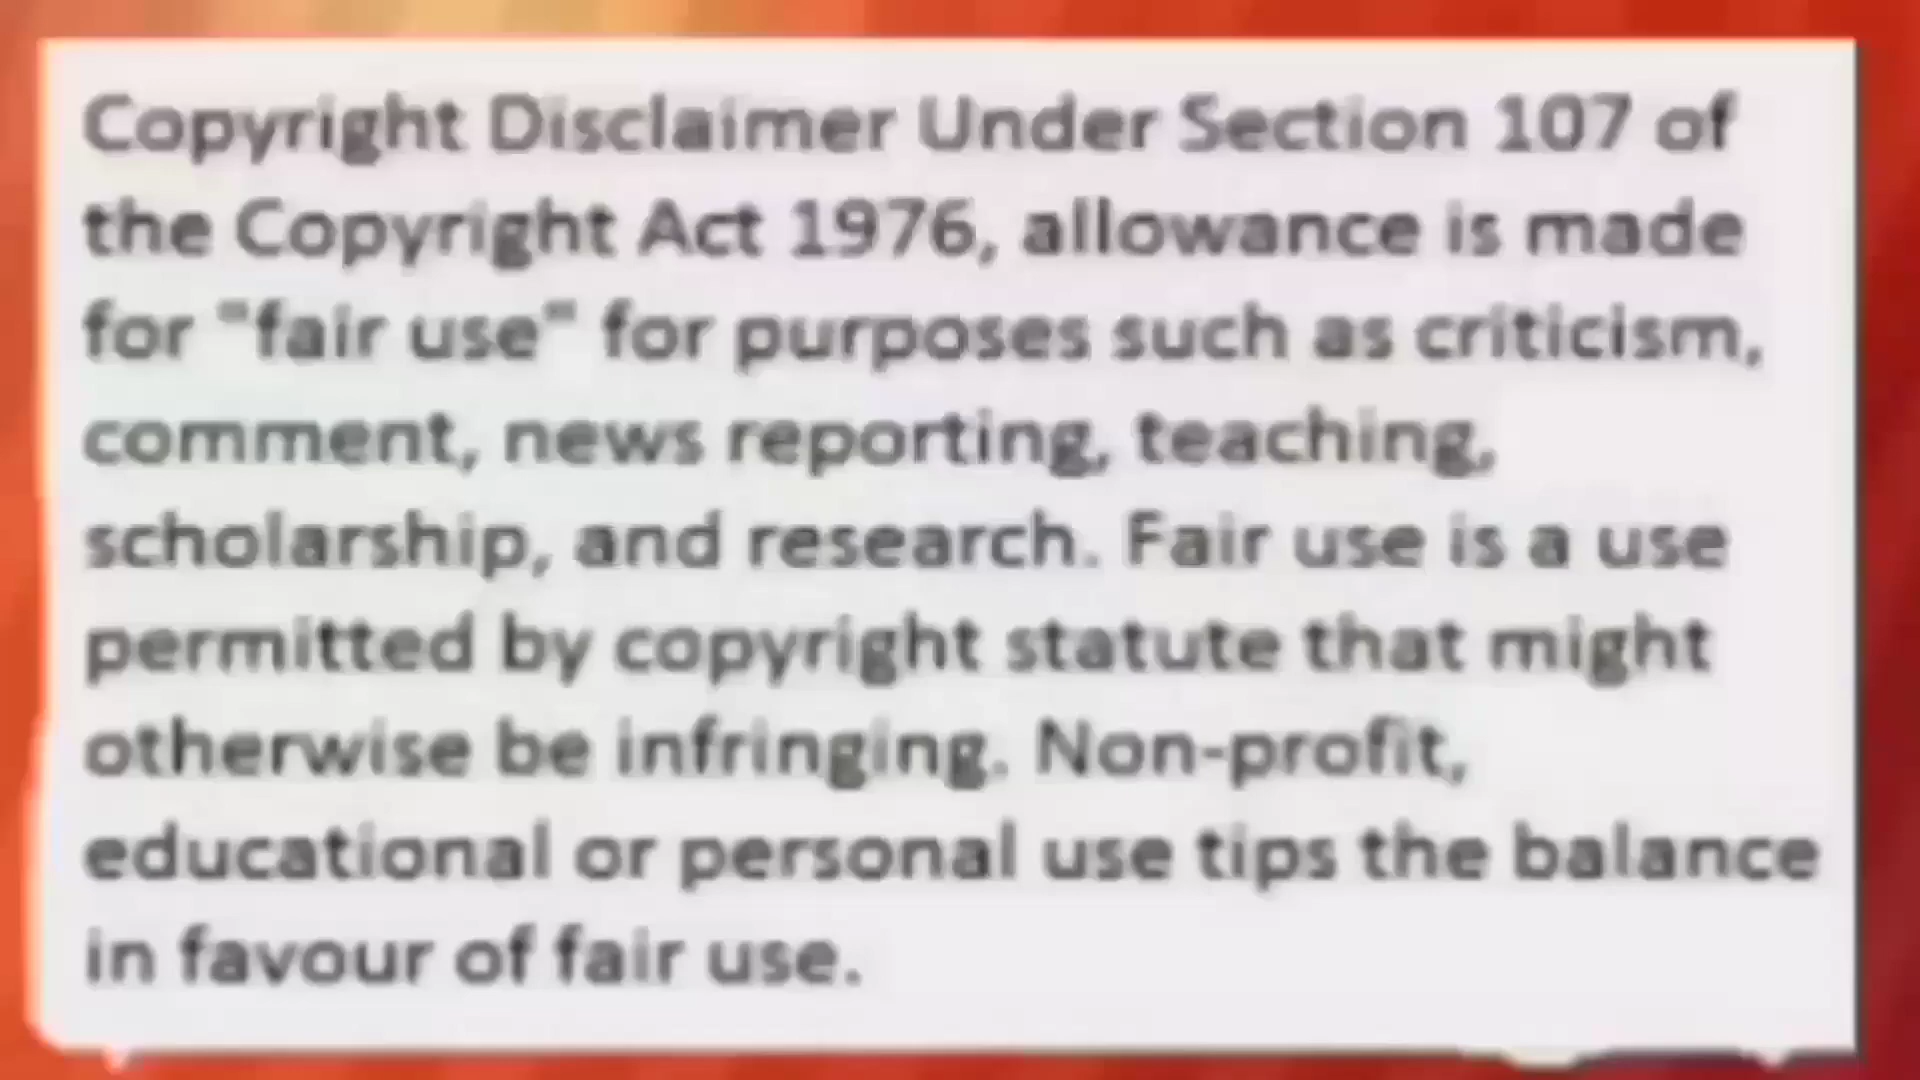 Copyright Disclaimer Under Section 107 of
the Copyright Act 1976, allowance is made
for "fair use" for purposes such as criticism,
comment, news reporting, teaching,
scholarship, and research. Fair use is a use
permitted by copyright statute that might
otherwise be infringing. Non-profit,
educational or personal use tips the balance
in favour of fair use.